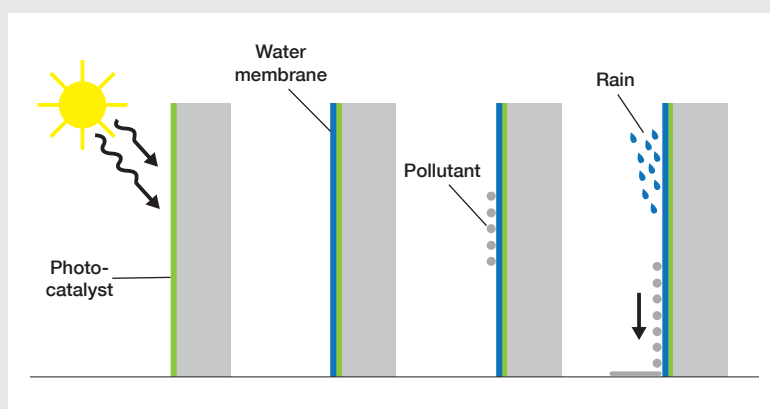 Water
membrane
Rain
Pollutant
Photo-
catalyst